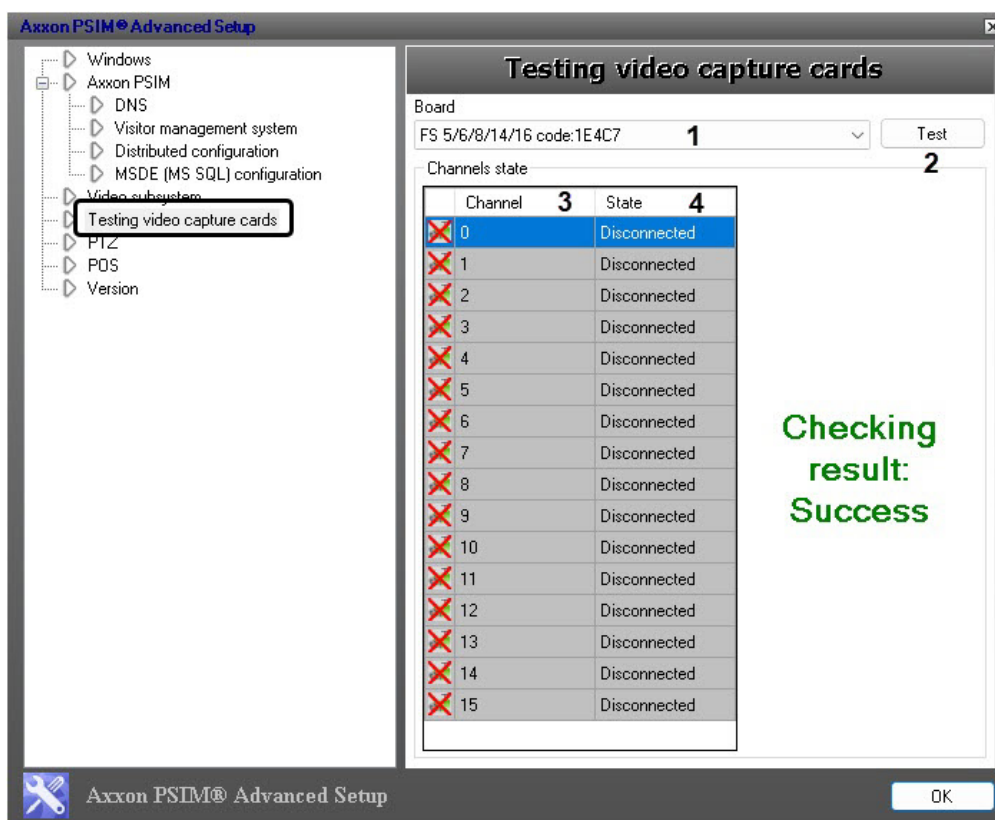 Axxon PSIM® Advanced Setup
Windows
Axxon PSIM
DNS
Visitor management system
Distributed configuration
MSDE (MS SQL) configuration
Video subsystem
Testing video capture cards
PTZ
POS
Version
Testing video capture cards
Board
FS 5/6/8/14/16 code:1E4C7 1
Test
2
Channels state
Channel 3 State 4
0 Disconnected
1 Disconnected
2 Disconnected
3 Disconnected
4 Disconnected
5 Disconnected
6 Disconnected
7 Disconnected
8 Disconnected
9 Disconnected
10 Disconnected
11 Disconnected
12 Disconnected
13 Disconnected
14 Disconnected
15 Disconnected
Checking
result:
Success
Axxon PSIM® Advanced Setup
OK